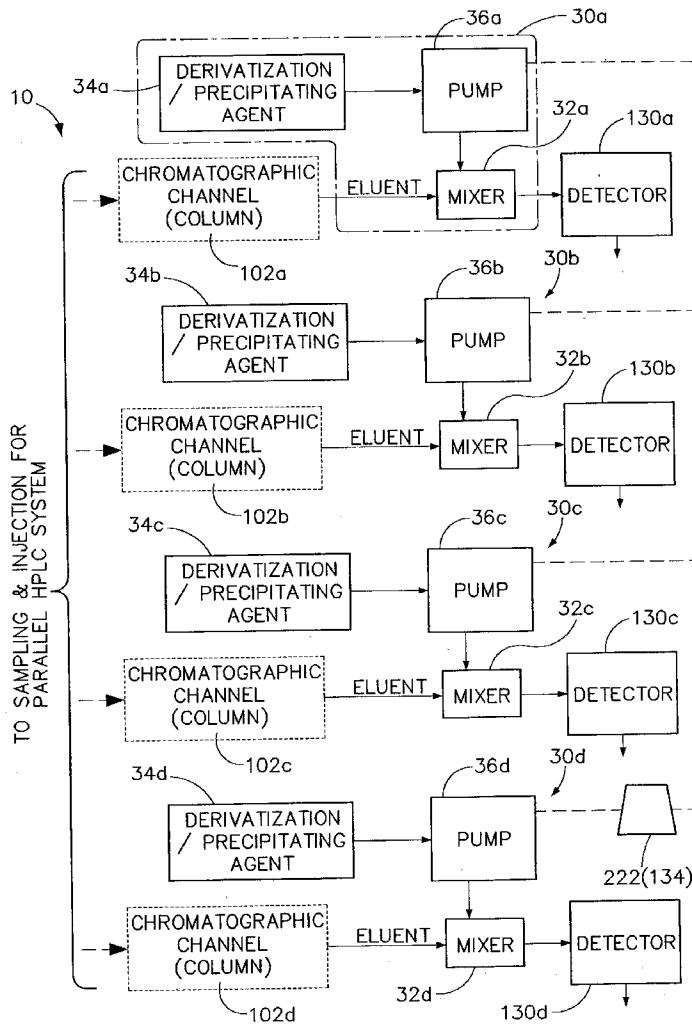 36a
30a
34a
DERIVATIZATION
/ PRECIPITATING
AGENT
PUMP
10
32a
130a
CHROMATOGRAPHIC
CHANNEL
(COLUMN)
ELUENT
MIXER
DETECTOR
102a
36b
30b
34b
DERIVATIZATION
/ PRECIPITATING
AGENT
PUMP
32b
130b
CHROMATOGRAPHIC
CHANNEL
(COLUMN)
ELUENT
MIXER
DETECTOR
102b
TO SAMPLING & INJECTION FOR
PARALLEL HPLC SYSTEM
36c
30c
34c
DERIVATIZATION
/ PRECIPITATING
AGENT
PUMP
32c
130c
CHROMATOGRAPHIC
CHANNEL
(COLUMN)
ELUENT
MIXER
DETECTOR
102c
36d
30d
34d
DERIVATIZATION
/ PRECIPITATING
AGENT
PUMP
222(134)
CHROMATOGRAPHIC
CHANNEL
(COLUMN)
ELUENT
MIXER
DETECTOR
102d
32d
130d